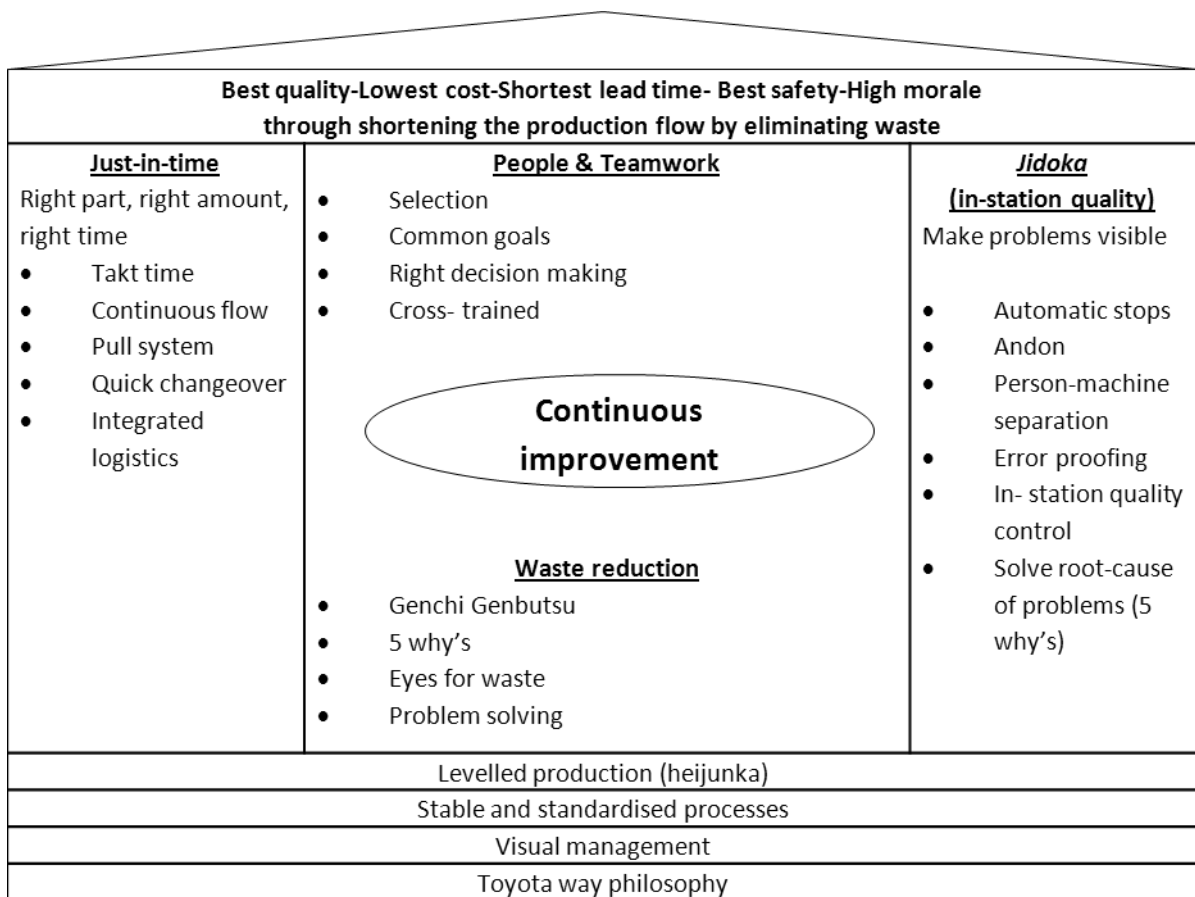 Best quality-Lowest cost-Shortest lead time- Best safety-High morale
through shortening the production flow by eliminating waste
Just-in-time
Right part, right amount,
right time
• Takt time
• Continuous flow
• Pull system
• Quick changeover
• Integrated
logistics
People & Teamwork
• Selection
• Common goals
• Right decision making
• Cross- trained
Continuous
improvement
Waste reduction
• Genchi Genbutsu
• 5 why’s
• Eyes for waste
• Problem solving
Jidoka
(in-station quality)
Make problems visible
• Automatic stops
• Andon
• Person-machine
separation
• Error proofing
• In- station quality
control
• Solve root-cause
of problems (5
why’s)
Levelled production (heijunka)
Stable and standardised processes
Visual management
Toyota way philosophy